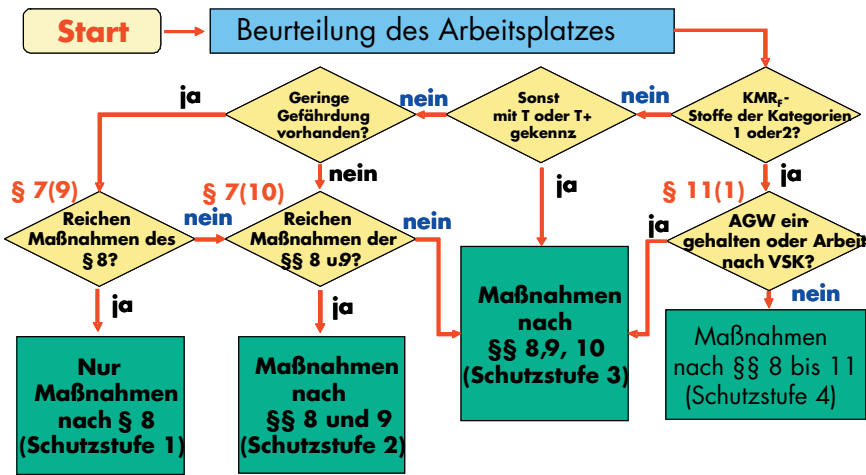 Start
Beurteilung des Arbeitsplatzes
ja
Geringe
Gefährdung
vorhanden?
nein
Sonst
mit T oder T+
gekennz
nein
KMRF-
Stoffe der Kategorien
1 oder2?
nein
ja
ja
§ 7(9)
Reichen
Maßnahmen des
§ 8?
nein
§ 7(10)
Reichen
Maßnahmen der
§§ 8 u.9?
nein
§ 11(1)
ja
AGW ein-
gehalten oder Arbeit
nach VSK?
nein
ja
ja
Nur
Maßnahmen
nach § 8
(Schutzstufe 1)
Maßnahmen
nach
§§ 8 und 9
(Schutzstufe 2)
Maßnahmen
nach
§§ 8,9, 10
(Schutzstufe 3)
Maßnahmen
nach §§ 8 bis 11
(Schutzstufe 4)